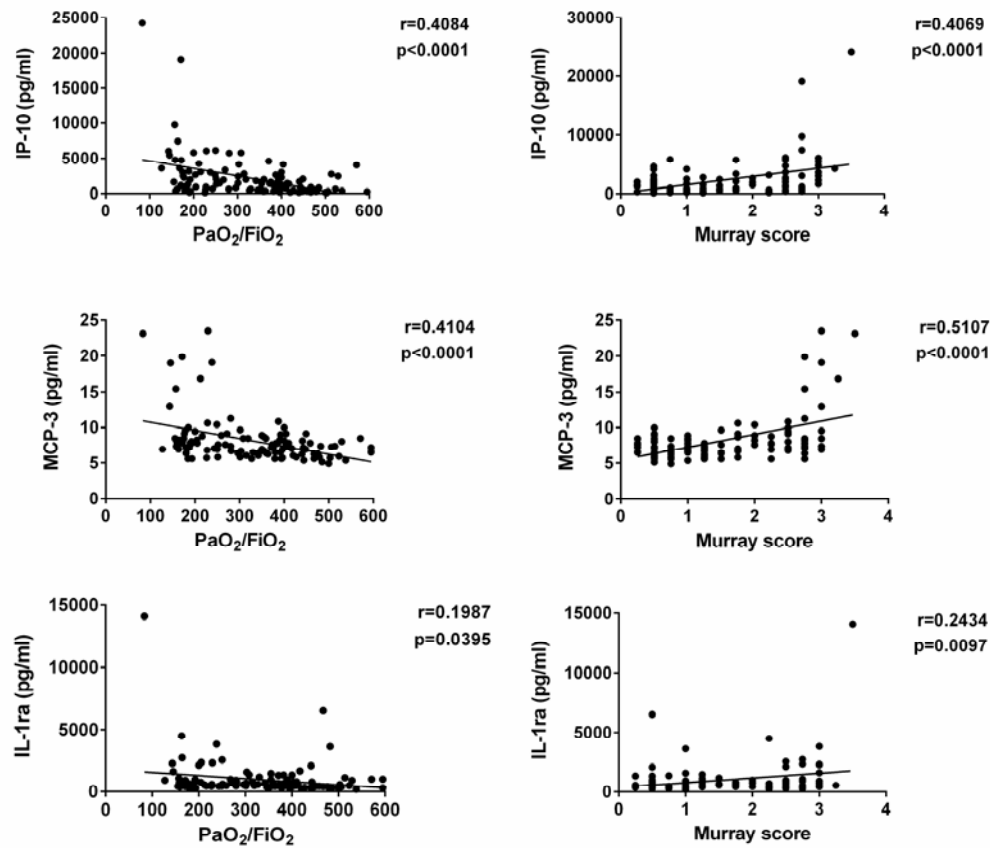 25000
20000
15000
10000
5000
0
0 100 200 300 400 500 600
IP-10 (pg/ml)
PaO2/FiO2
r=0.4084
p<0.0001
30000
20000
10000
0
0 1 2 3 4
IP-10 (pg/ml)
Murray score
r=0.4069
p<0.0001
25
20
15
10
5
0
0 100 200 300 400 500 600
MCP-3 (pg/ml)
PaO2/FiO2
r=0.4104
p<0.0001
25
20
15
10
5
0
0 1 2 3 4
MCP-3 (pg/ml)
Murray score
r=0.5107
p<0.0001
15000
10000
5000
0
0 100 200 300 400 500 600
IL-1ra (pg/ml)
PaO2/FiO2
r=0.1987
p=0.0395
15000
10000
5000
0
0 1 2 3 4
IL-1ra (pg/ml)
Murray score
r=0.2434
p=0.0097